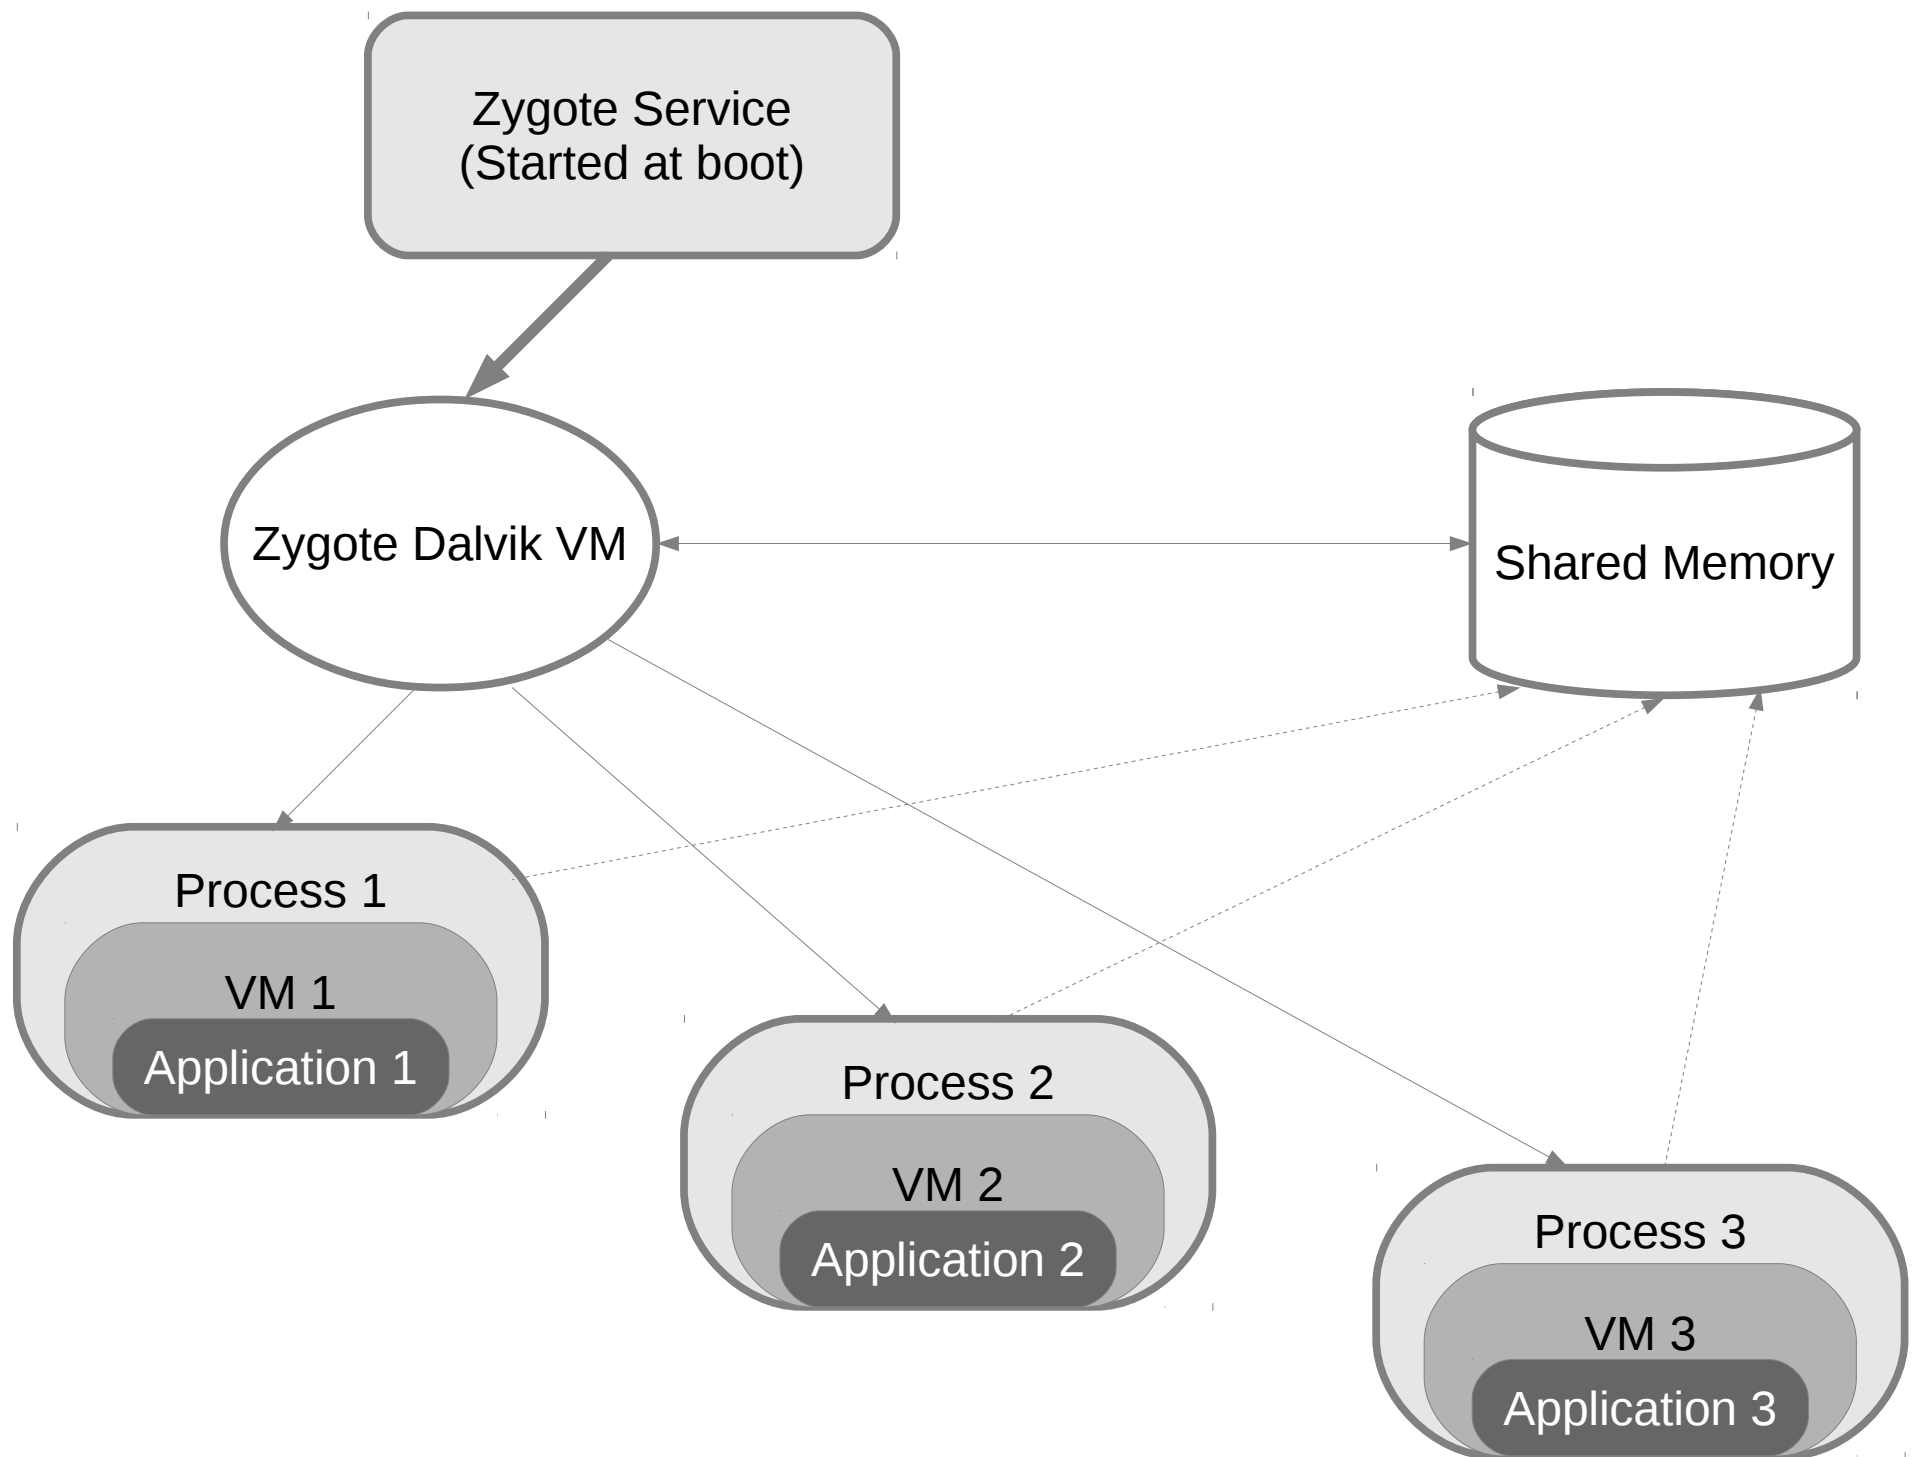 Zygote Service
(Started at boot)
Zygote Dalvik VM
Shared Memory
Process 1
VM 1
Application 1
Process 2
VM 2
Application 2
Process 3
VM 3
Application 3